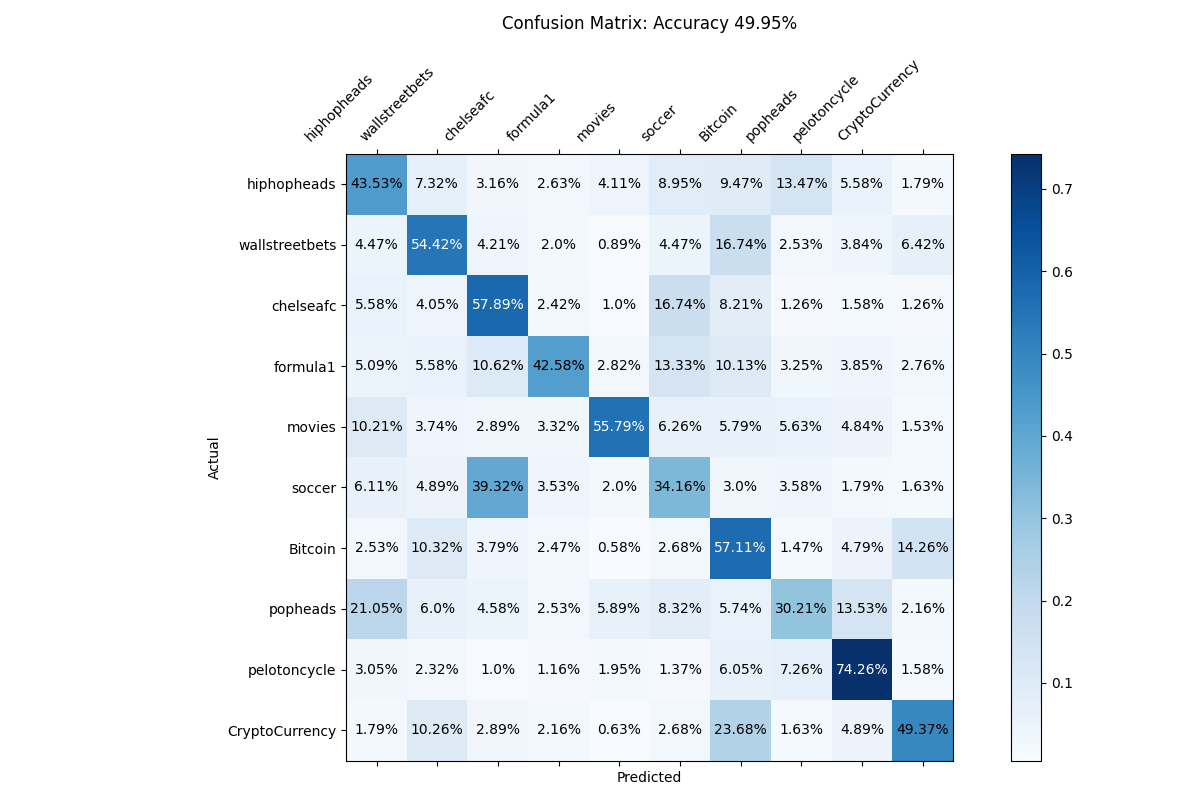 Confusion Matrix: Accuracy 49.95%
hiphopheads wallstreetbets chelseafc formula1 movies soccer Bitcoin popheads pelotoncycle CryptoCurrency
hiphopheads 43.53% 7.32% 3.16% 2.63% 4.11% 8.95% 9.47% 13.47% 5.58% 1.79%
wallstreetbets 4.47% 54.42% 4.21% 2.0% 0.89% 4.47% 16.74% 2.53% 3.84% 6.42%
chelseafc 5.58% 4.05% 57.89% 2.42% 1.0% 16.74% 8.21% 1.26% 1.58% 1.26%
formula1 5.09% 5.58% 10.62% 42.58% 2.82% 13.33% 10.13% 3.25% 3.85% 2.76%
movies 10.21% 3.74% 2.89% 3.32% 55.79% 6.26% 5.79% 5.63% 4.84% 1.53%
soccer 6.11% 4.89% 39.32% 3.53% 2.0% 34.16% 3.0% 3.58% 1.79% 1.63%
Bitcoin 2.53% 10.32% 3.79% 2.47% 0.58% 2.68% 57.11% 1.47% 4.79% 14.26%
popheads 21.05% 6.0% 4.58% 2.53% 5.89% 8.32% 5.74% 30.21% 13.53% 2.16%
pelotoncycle 3.05% 2.32% 1.0% 1.16% 1.95% 1.37% 6.05% 7.26% 74.26% 1.58%
CryptoCurrency 1.79% 10.26% 2.89% 2.16% 0.63% 2.68% 23.68% 1.63% 4.89% 49.37%
Actual
Predicted
0.7
0.6
0.5
0.4
0.3
0.2
0.1